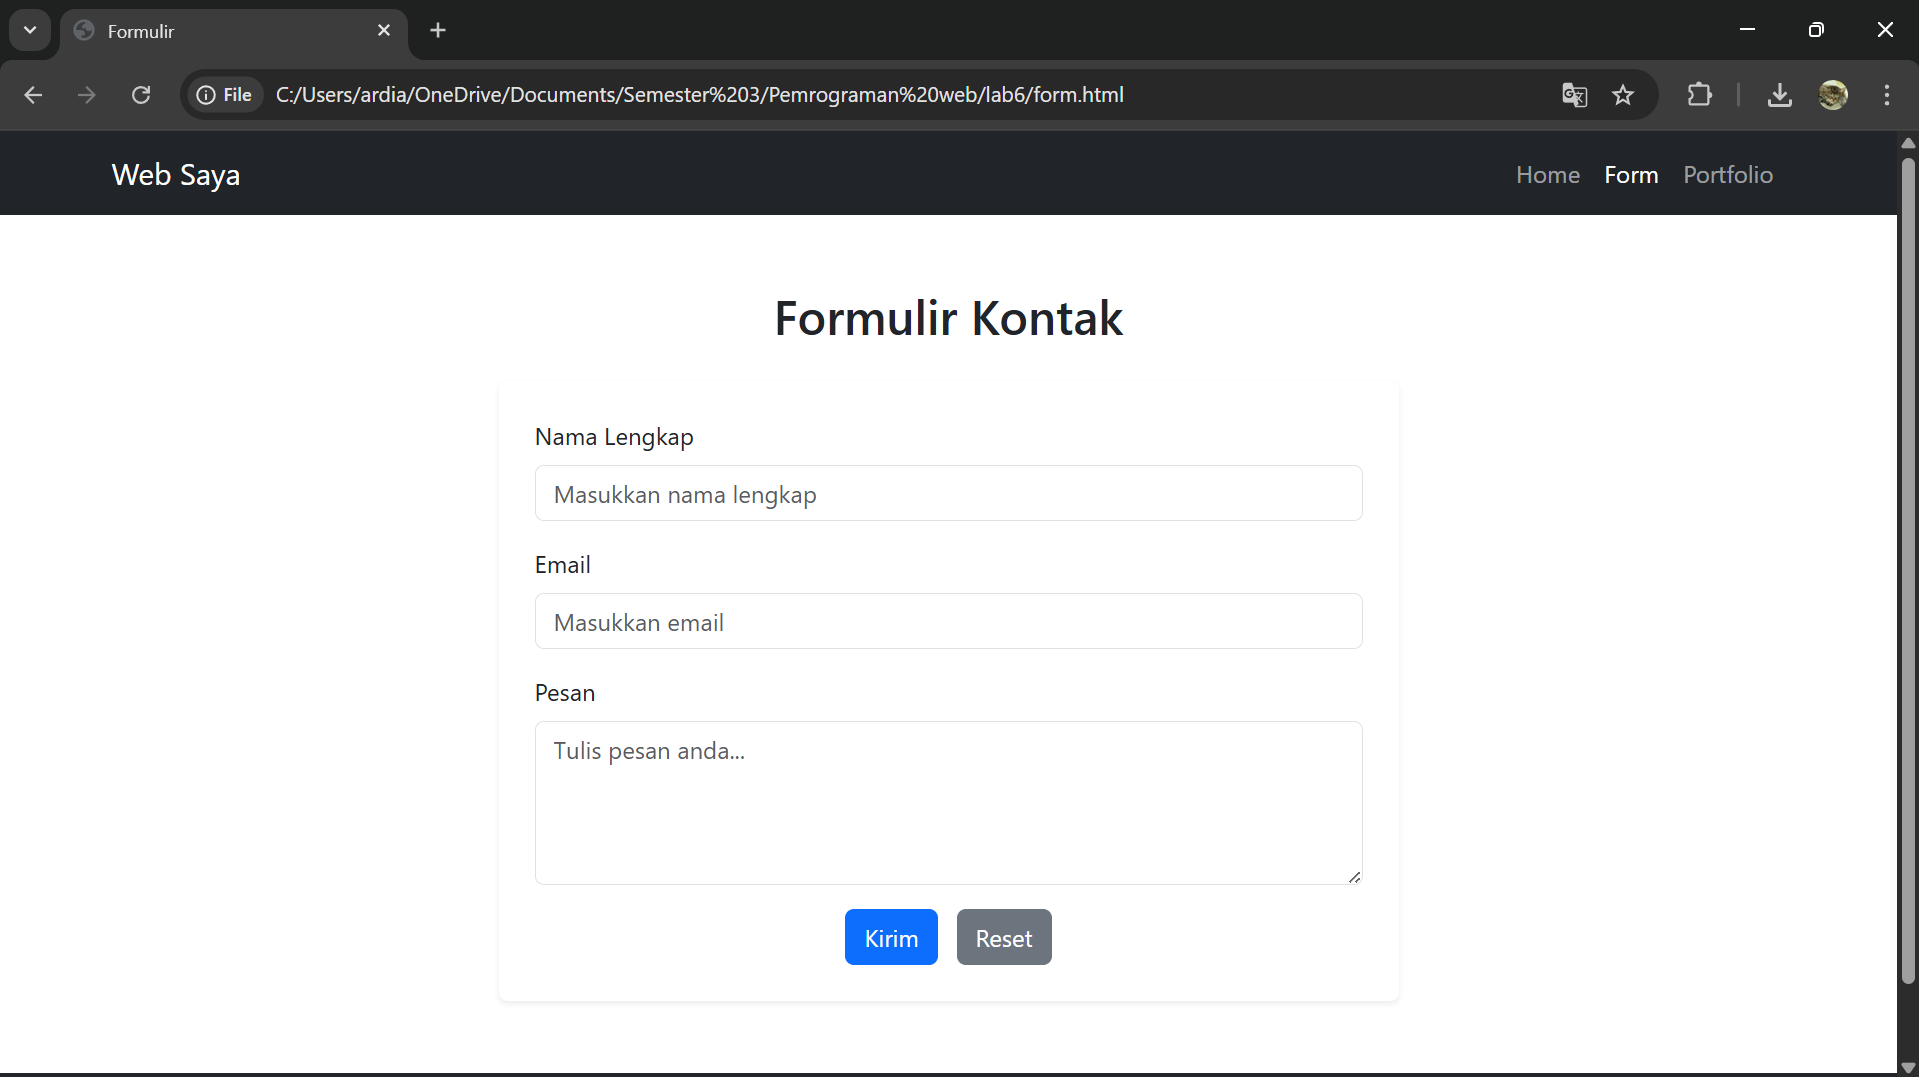 Formulir
File C:/Users/ardia/OneDrive/Documents/Semester%203/Pemrograman%20web/lab6/form.html
Web Saya Home Form Portfolio
Formulir Kontak
Nama Lengkap
Masukkan nama lengkap
Email
Masukkan email
Pesan
Tulis pesan anda...
Kirim Reset